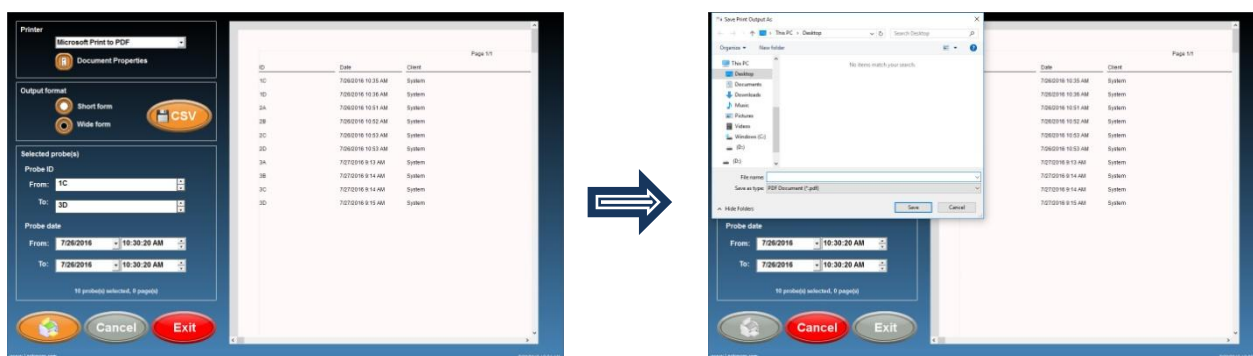 Printer
Microsoft Print to PDF
Document Properties
Output format
Short form
Wide form
CSV
Selected probe(s)
Probe ID
From: 1C
To: 3D
Probe date
From: 7/26/2016 10:30:20 AM
To: 7/26/2016 10:30:20 AM
10 probe(s) selected, 0 page(s)
Cancel
Exit
Page 1/1
ID Date Client
1C 7/26/2016 10:35 AM System
1D 7/26/2016 10:36 AM System
2A 7/26/2016 10:51 AM System
2B 7/26/2016 10:52 AM System
2C 7/26/2016 10:53 AM System
2D 7/26/2016 10:53 AM System
3A 7/27/2016 9:13 AM System
3B 7/27/2016 9:14 AM System
3C 7/27/2016 9:14 AM System
3D 7/27/2016 9:15 AM System
Save Print Output As
This PC › Desktop
Search Desktop
Organize New folder
This PC
Desktop
Documents
Downloads
Music
Pictures
Videos
Windows (C:)
(D:)
(D:)
No items match your search.
File name:
Save as type: PDF Document (*.pdf)
Hide Folders
Save
Cancel
Probe date
From: 7/26/2016 10:30:20 AM
To: 7/26/2016 10:30:20 AM
10 probe(s) selected, 0 page(s)
Cancel
Exit
Page 1/1
Date Client
7/26/2016 10:35 AM System
7/26/2016 10:36 AM System
7/26/2016 10:51 AM System
7/26/2016 10:52 AM System
7/26/2016 10:53 AM System
7/26/2016 10:53 AM System
7/27/2016 9:13 AM System
7/27/2016 9:14 AM System
7/27/2016 9:14 AM System
7/27/2016 9:15 AM System